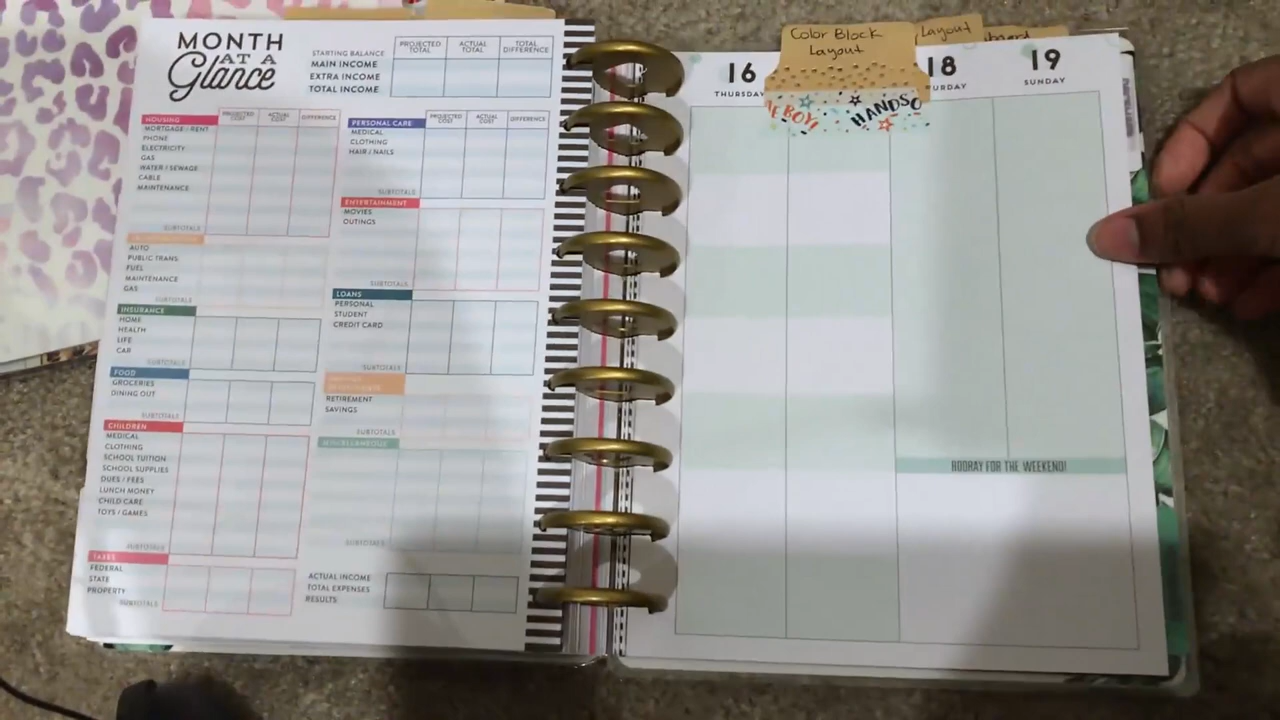 MONTH
AT A
Glance
PROJECTED TOTAL
ACTUAL TOTAL
TOTAL DIFFERENCE
STARTING BALANCE
MAIN INCOME
EXTRA INCOME
TOTAL INCOME
HOUSING
PROJECTED COST
ACTUAL COST
DIFFERENCE
MORTGAGE / RENT
PHONE
ELECTRICITY
GAS
WATER / SEWAGE
CABLE
MAINTENANCE
SUBTOTALS
AUTO
PUBLIC TRANS.
FUEL
MAINTENANCE
GAS
SUBTOTALS
INSURANCE
HOME
HEALTH
LIFE
CAR
SUBTOTALS
FOOD
GROCERIES
DINING OUT
SUBTOTALS
CHILDREN
MEDICAL
CLOTHING
SCHOOL TUITION
SCHOOL SUPPLIES
DUES / FEES
LUNCH MONEY
CHILD CARE
TOYS / GAMES
SUBTOTALS
TAXES
FEDERAL
STATE
PROPERTY
SUBTOTALS
PERSONAL CARE
PROJECTED COST
ACTUAL COST
DIFFERENCE
MEDICAL
CLOTHING
HAIR / NAILS
SUBTOTALS
ENTERTAINMENT
MOVIES
OUTINGS
SUBTOTALS
LOANS
PERSONAL
STUDENT
CREDIT CARD
RETIREMENT
SAVINGS
SUBTOTALS
MISCELLANEOUS
SUBTOTALS
ACTUAL INCOME
TOTAL EXPENSES
RESULTS
Color Block
Layout
Layout
16
THURSDAY
BOY!
HANDSO
18
URDAY
19
SUNDAY
HOORAY FOR THE WEEKEND!